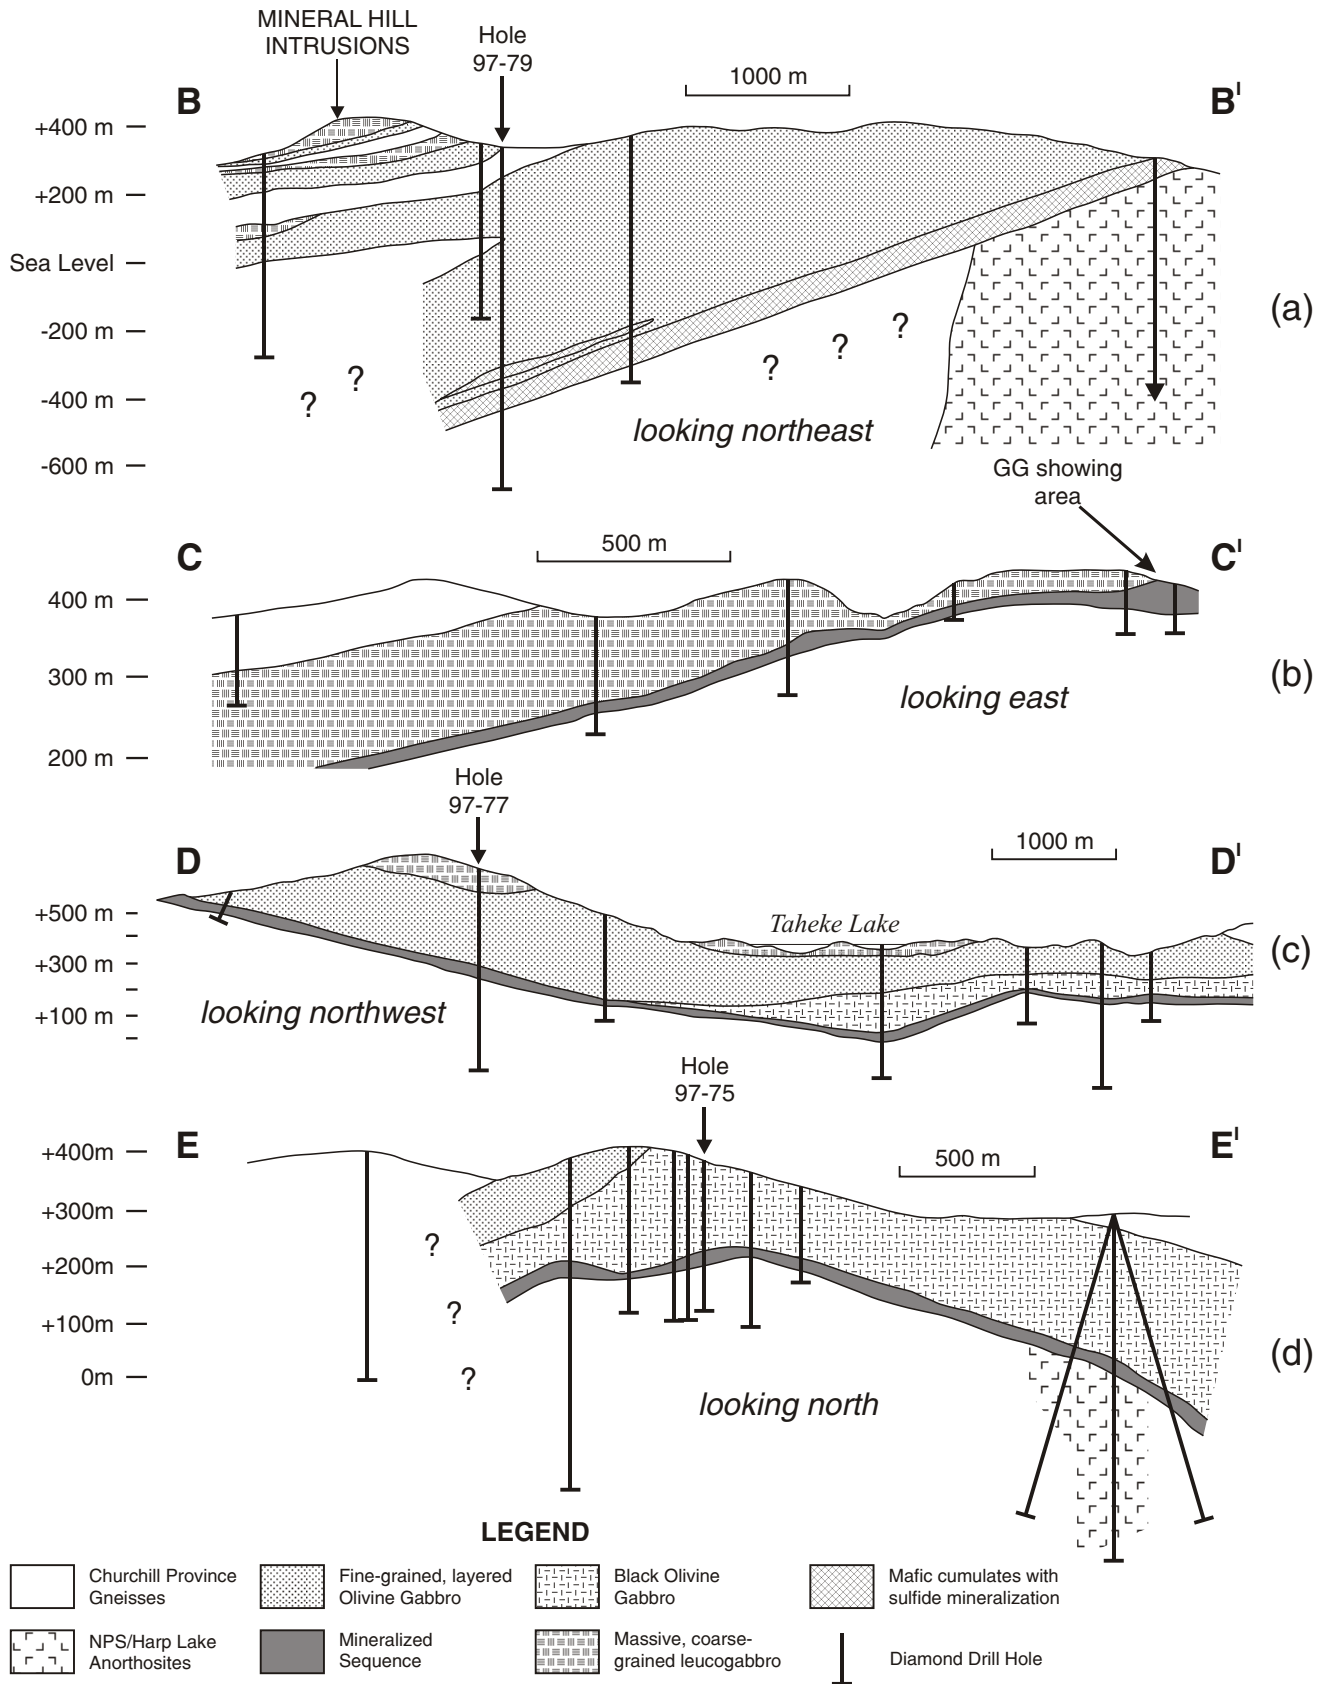 MINERAL HILL
INTRUSIONS
Hole
97-79
1000 m
B
B'
+400 m
+200 m
Sea Level
-200 m
-400 m
-600 m
?
?
?
?
?
looking northeast
(a)
GG showing
area
C
500 m
C'
400 m
300 m
200 m
looking east
(b)
Hole
97-77
D
1000 m
D'
+500 m
+300 m
+100 m
Taheke Lake
looking northwest
(c)
Hole
97-75
E
500 m
E'
+400m
+300m
+200m
+100m
0m
?
?
?
looking north
(d)
LEGEND
Churchill Province
Gneisses
Fine-grained, layered
Olivine Gabbro
Black Olivine
Gabbro
Mafic cumulates with
sulfide mineralization
NPS/Harp Lake
Anorthosites
Mineralized
Sequence
Massive, coarse-
grained leucogabbro
Diamond Drill Hole